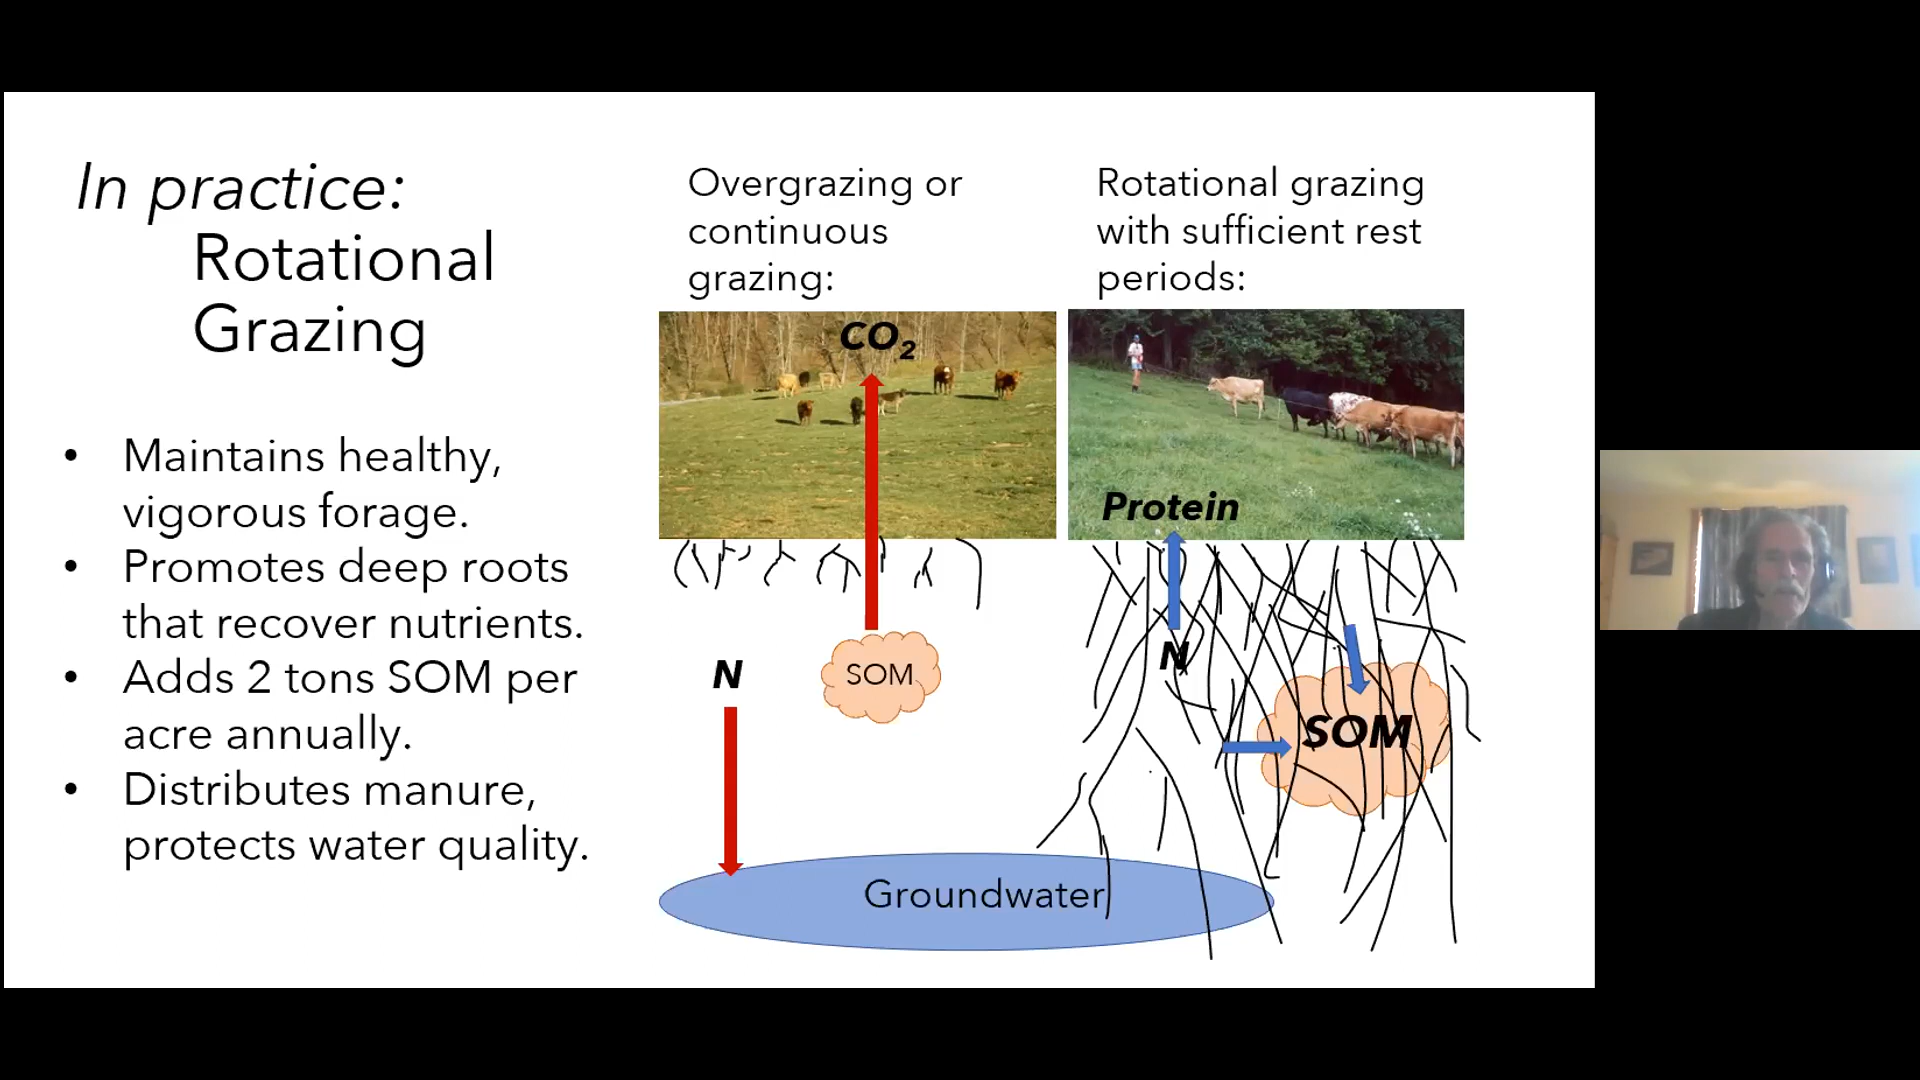 In practice:
Rotational
Grazing
• Maintains healthy,
vigorous forage.
• Promotes deep roots
that recover nutrients.
• Adds 2 tons SOM per
acre annually.
• Distributes manure,
protects water quality.
Overgrazing or
continuous
grazing:
CO₂
N
SOM
Rotational grazing
with sufficient rest
periods:
Protein
N
SOM
Groundwater